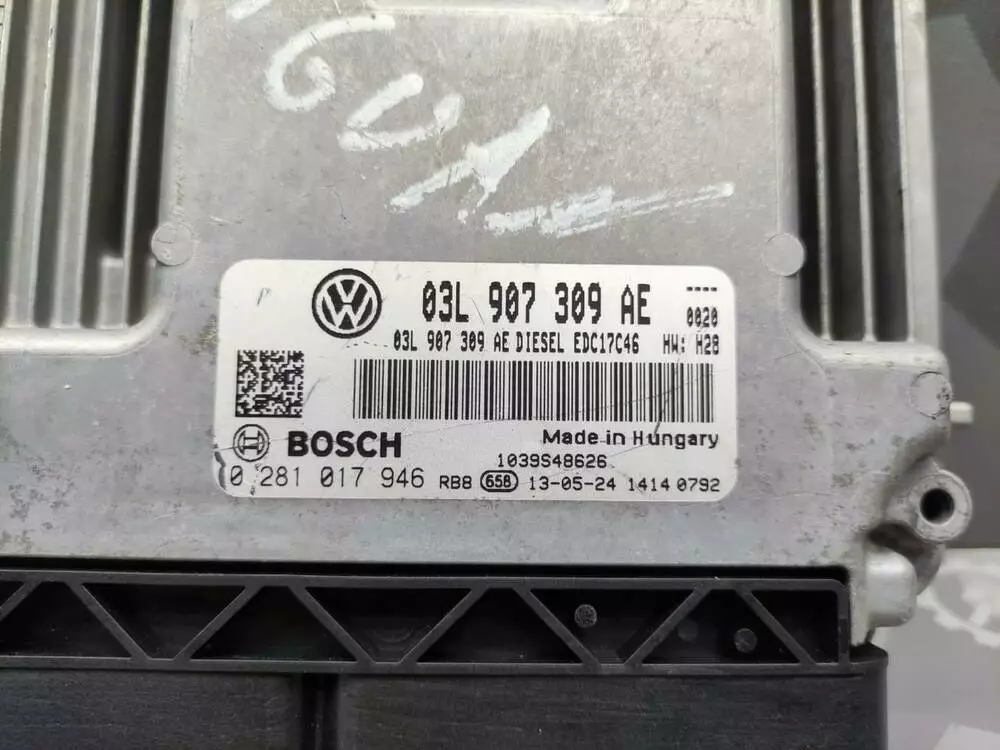 03L 907 309 AE ----
0020
03L 907 309 AE DIESEL EDC17C46 HW: H28
BOSCH Made in Hungary
1039S48626
0 281 017 946 RB8 658 13-05-24 1414 0792